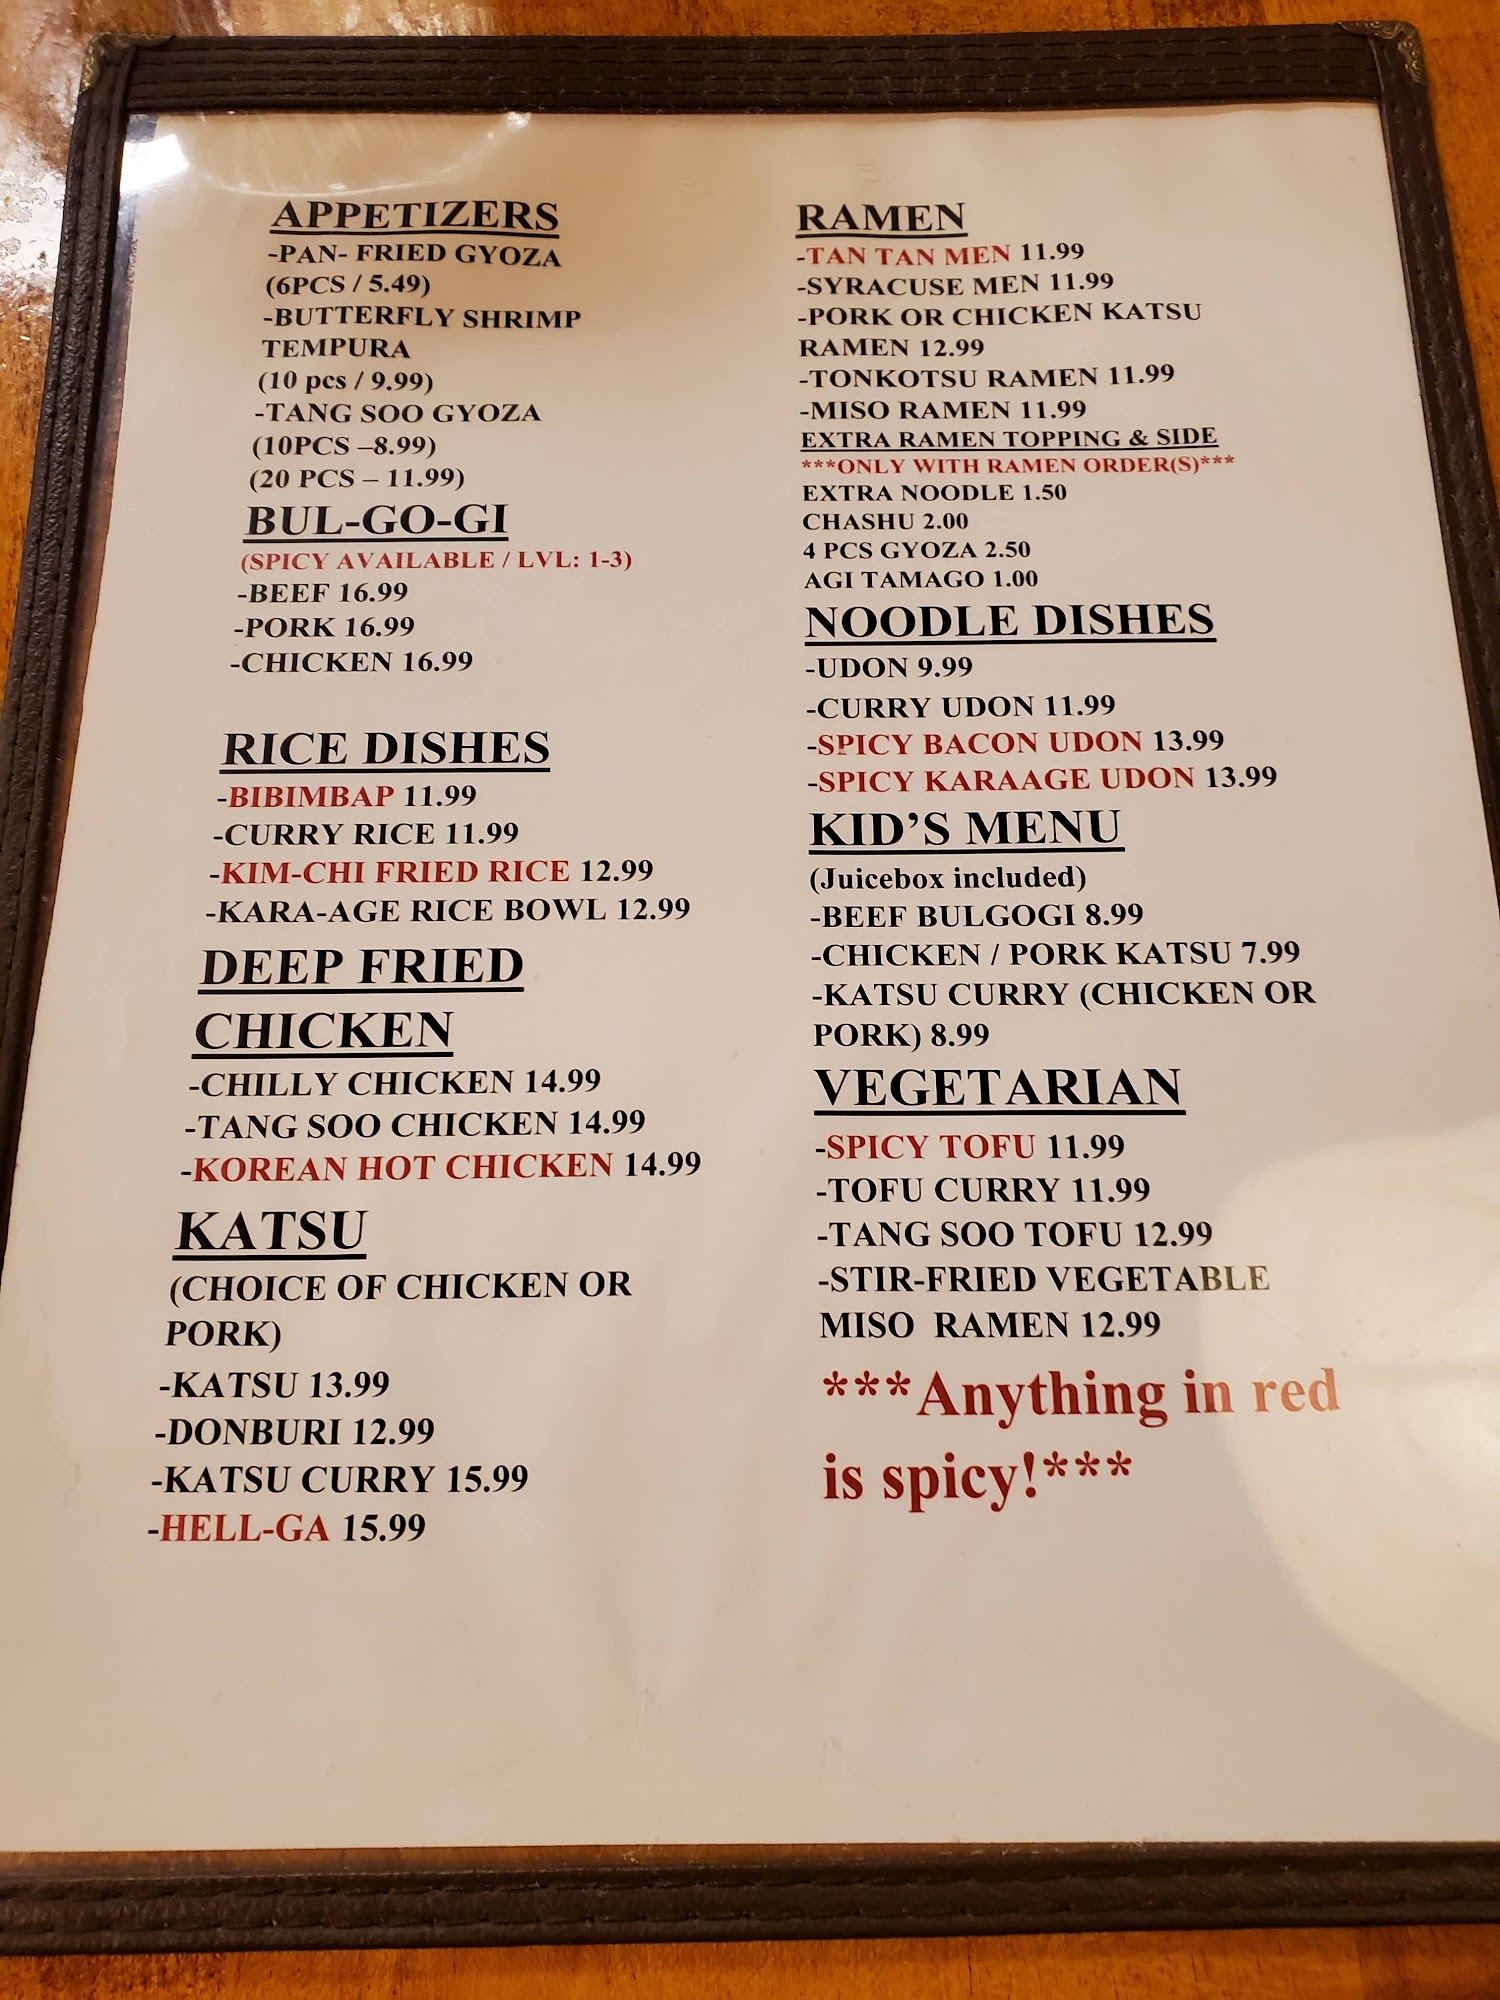 APPETIZERS
-PAN- FRIED GYOZA
(6PCS / 5.49)
-BUTTERFLY SHRIMP
TEMPURA
(10 pcs / 9.99)
-TANG SOO GYOZA
(10PCS –8.99)
(20 PCS – 11.99)
BUL-GO-GI
(SPICY AVAILABLE / LVL: 1-3)
-BEEF 16.99
-PORK 16.99
-CHICKEN 16.99
RICE DISHES
-BIBIMBAP 11.99
-CURRY RICE 11.99
-KIM-CHI FRIED RICE 12.99
-KARA-AGE RICE BOWL 12.99
DEEP FRIED
CHICKEN
-CHILLY CHICKEN 14.99
-TANG SOO CHICKEN 14.99
-KOREAN HOT CHICKEN 14.99
KATSU
(CHOICE OF CHICKEN OR
PORK)
-KATSU 13.99
-DONBURI 12.99
-KATSU CURRY 15.99
-HELL-GA 15.99
RAMEN
-TAN TAN MEN 11.99
-SYRACUSE MEN 11.99
-PORK OR CHICKEN KATSU
RAMEN 12.99
-TONKOTSU RAMEN 11.99
-MISO RAMEN 11.99
EXTRA RAMEN TOPPING & SIDE
***ONLY WITH RAMEN ORDER(S)***
EXTRA NOODLE 1.50
CHASHU 2.00
4 PCS GYOZA 2.50
AGI TAMAGO 1.00
NOODLE DISHES
-UDON 9.99
-CURRY UDON 11.99
-SPICY BACON UDON 13.99
-SPICY KARAAGE UDON 13.99
KID'S MENU
(Juicebox included)
-BEEF BULGOGI 8.99
-CHICKEN / PORK KATSU 7.99
-KATSU CURRY (CHICKEN OR
PORK) 8.99
VEGETARIAN
-SPICY TOFU 11.99
-TOFU CURRY 11.99
-TANG SOO TOFU 12.99
-STIR-FRIED VEGETABLE
MISO  RAMEN 12.99
***Anything in red
is spicy!***